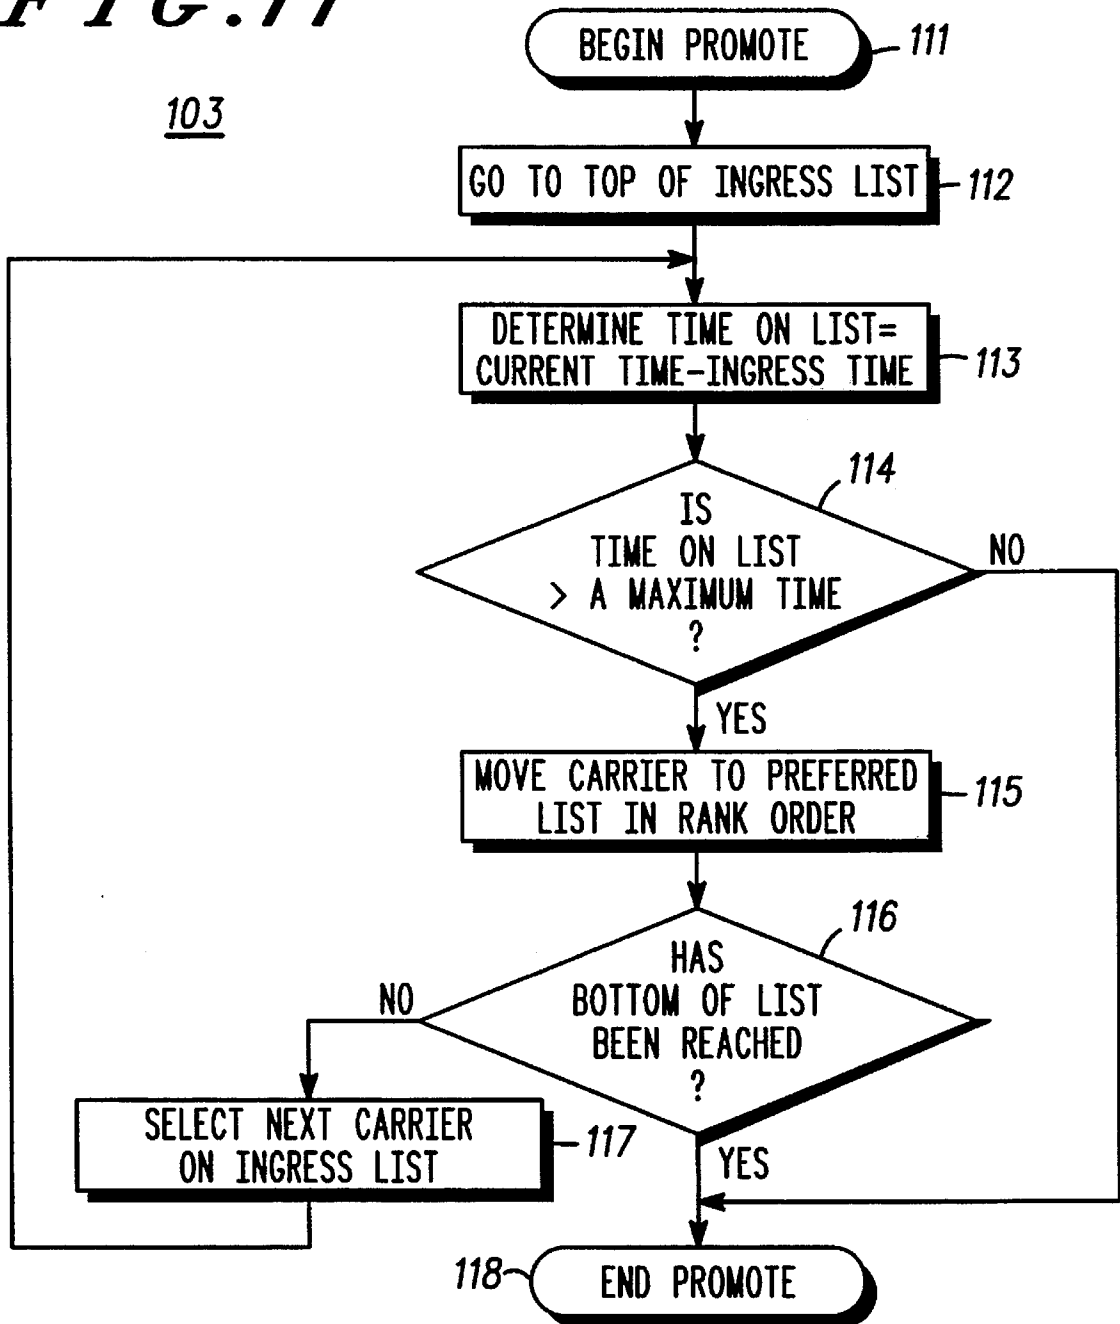 FIG.11
103
BEGIN PROMOTE
111
GO TO TOP OF INGRESS LIST
112
DETERMINE TIME ON LIST=
CURRENT TIME-INGRESS TIME
113
114
IS
TIME ON LIST
> A MAXIMUM TIME
?
NO
YES
MOVE CARRIER TO PREFERRED
LIST IN RANK ORDER
115
116
HAS
BOTTOM OF LIST
BEEN REACHED
?
NO
YES
SELECT NEXT CARRIER
ON INGRESS LIST
117
118
END PROMOTE